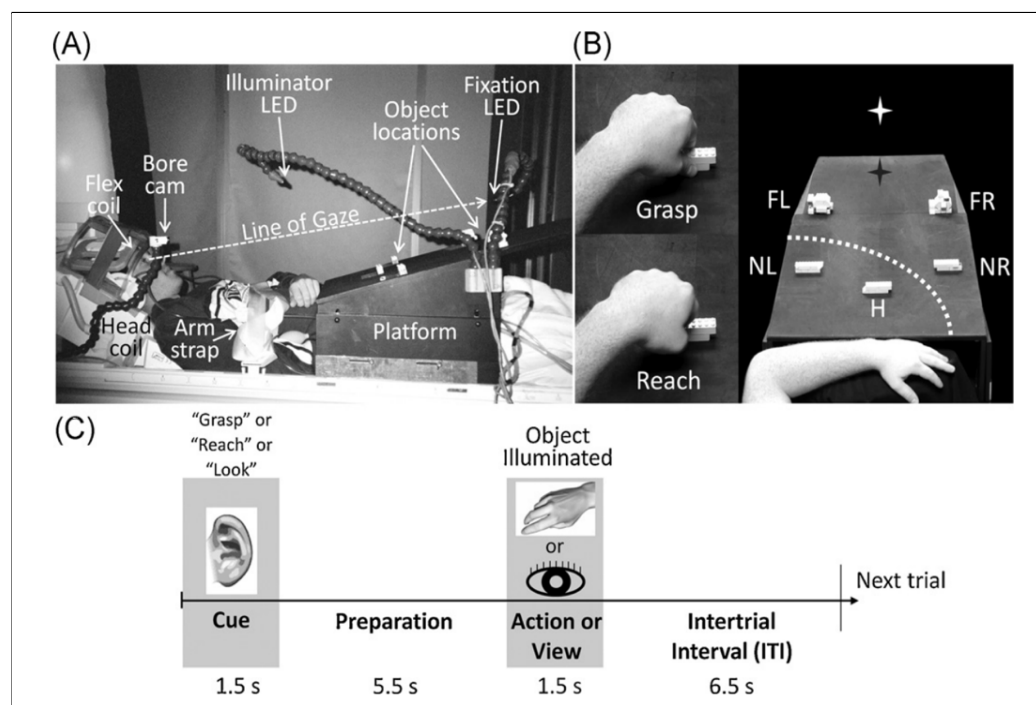 (A)
Illuminator
LED
Fixation
LED
Object
locations
Bore
cam
Flex
coil
Line of Gaze
Head
coil
Arm
strap
Platform
(B)
Grasp
Reach
FL
FR
NL
NR
H
(C)
“Grasp” or
“Reach” or
“Look”
Object
Illuminated
or
Next trial
Cue
Preparation
Action or
View
Intertrial
Interval (ITI)
1.5 s
5.5 s
1.5 s
6.5 s